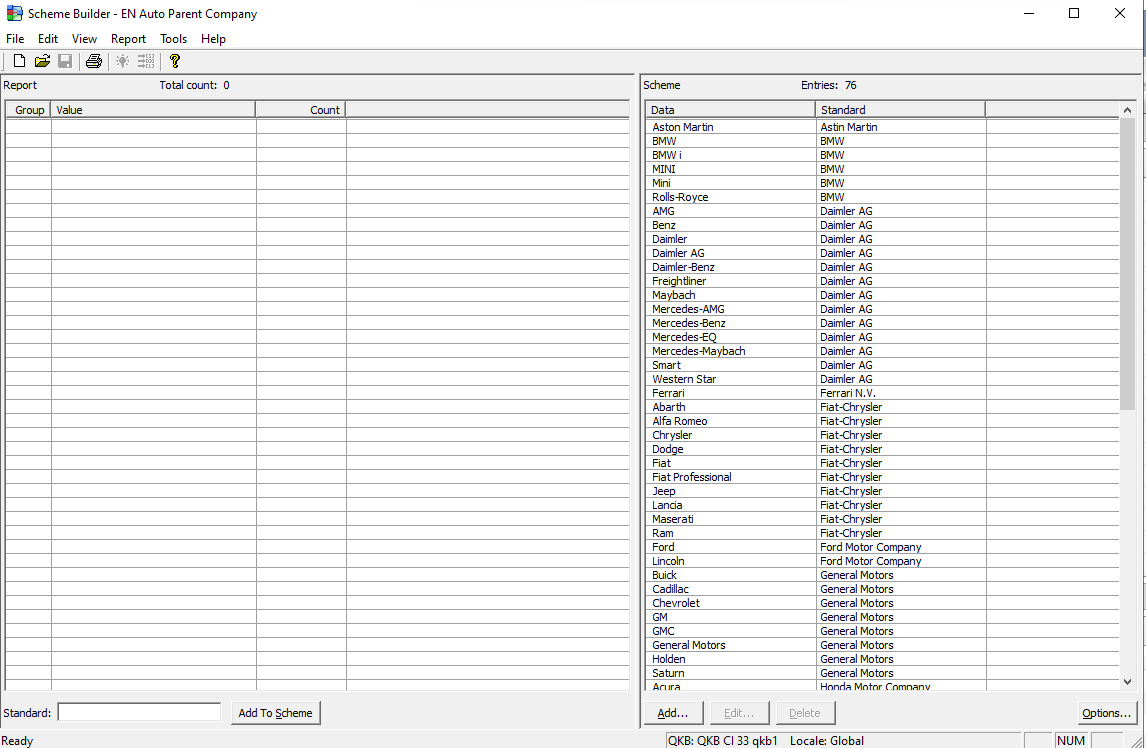 Scheme Builder - EN Auto Parent Company
File Edit View Report Tools Help
Report Total count: 0
Group Value Count
Standard: Add To Scheme
Scheme Entries: 76
Data Standard
Aston Martin Astin Martin
BMW BMW
BMW i BMW
MINI BMW
Mini BMW
Rolls-Royce BMW
AMG Daimler AG
Benz Daimler AG
Daimler Daimler AG
Daimler AG Daimler AG
Daimler-Benz Daimler AG
Freightliner Daimler AG
Maybach Daimler AG
Mercedes-AMG Daimler AG
Mercedes-Benz Daimler AG
Mercedes-EQ Daimler AG
Mercedes-Maybach Daimler AG
Smart Daimler AG
Western Star Daimler AG
Ferrari Ferrari N.V.
Abarth Fiat-Chrysler
Alfa Romeo Fiat-Chrysler
Chrysler Fiat-Chrysler
Dodge Fiat-Chrysler
Fiat Fiat-Chrysler
Fiat Professional Fiat-Chrysler
Jeep Fiat-Chrysler
Lancia Fiat-Chrysler
Maserati Fiat-Chrysler
Ram Fiat-Chrysler
Ford Ford Motor Company
Lincoln Ford Motor Company
Buick General Motors
Cadillac General Motors
Chevrolet General Motors
GM General Motors
GMC General Motors
General Motors General Motors
Holden General Motors
Saturn General Motors
Acura Honda Motor Company
Add... Edit... Delete Options...
Ready QKB: QKB CI 33 qkb1 Locale: Global NUM